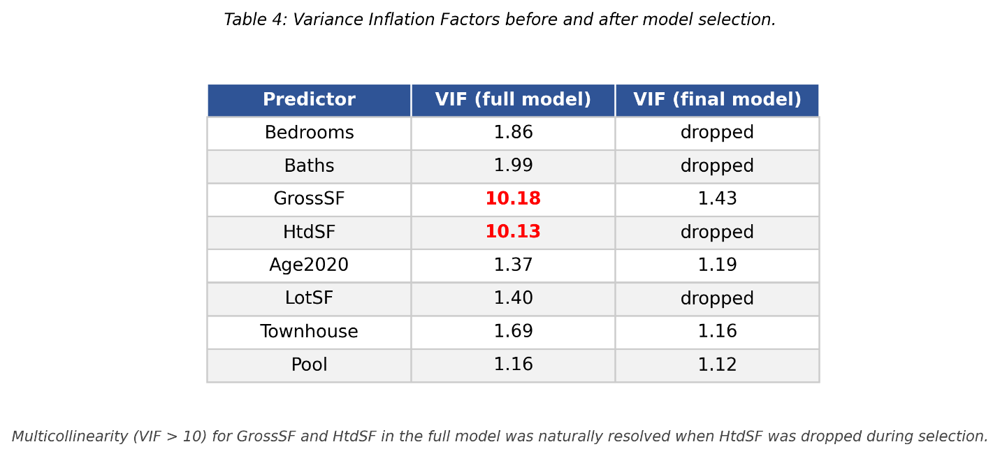 Table 4: Variance Inflation Factors before and after model selection.
Predictor VIF (full model) VIF (final model)
Bedrooms 1.86 dropped
Baths 1.99 dropped
GrossSF 10.18 1.43
HtdSF 10.13 dropped
Age2020 1.37 1.19
LotSF 1.40 dropped
Townhouse 1.69 1.16
Pool 1.16 1.12
Multicollinearity (VIF > 10) for GrossSF and HtdSF in the full model was naturally resolved when HtdSF was dropped during selection.